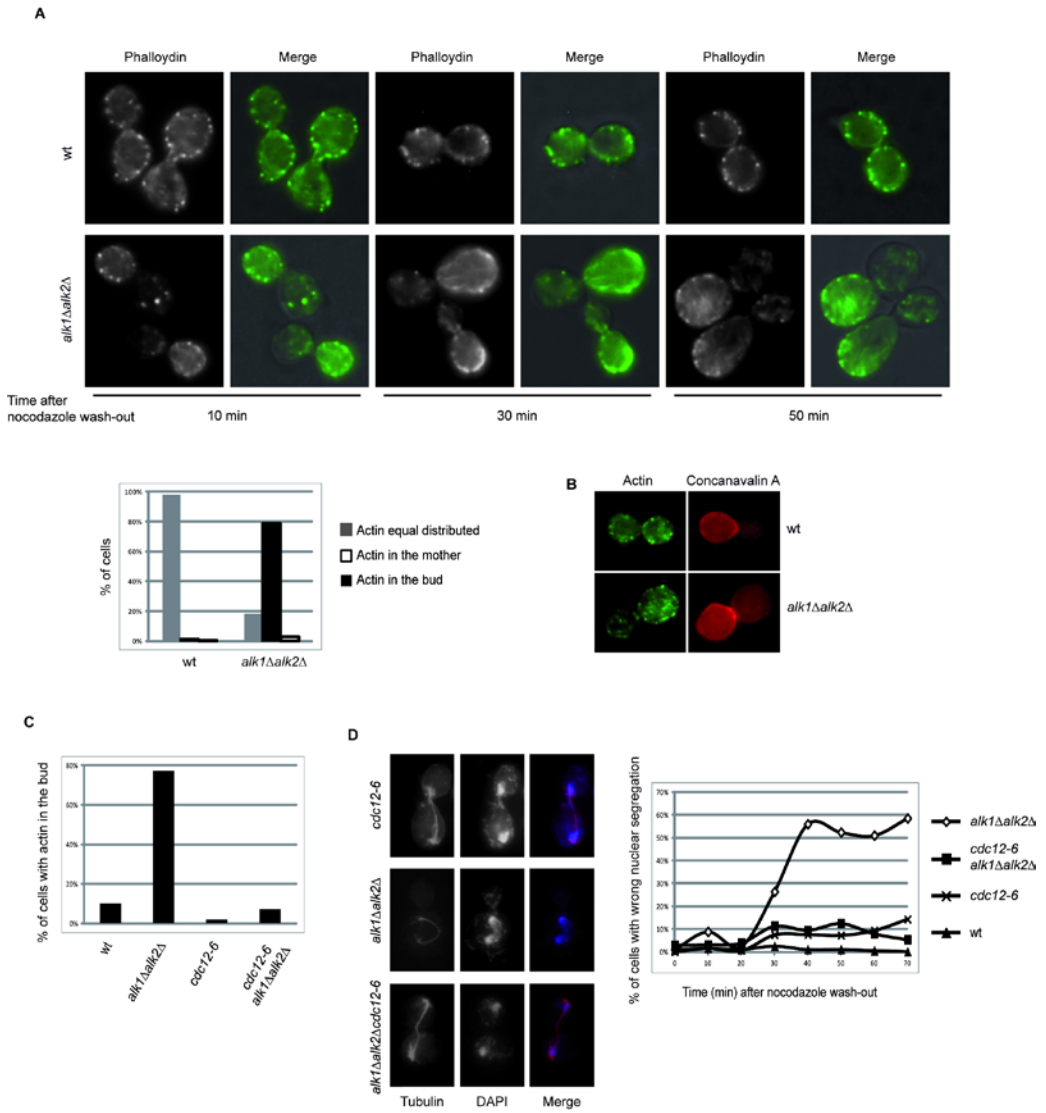 A
Phalloydin Merge Phalloydin Merge Phalloydin Merge
wt
alk1Δalk2Δ
Time after
nocodazole wash-out 10 min 30 min 50 min
% of cells
100%
80%
60%
40%
20%
0%
wt alk1Δalk2Δ
Actin equal distributed
Actin in the mother
Actin in the bud
B
Actin Concanavalin A
wt
alk1Δalk2Δ
C
% of cells with actin in the bud
80%
60%
40%
20%
0%
wt
alk1Δalk2Δ
cdc12-6
cdc12-6
alk1Δalk2Δ
D
cdc12-6
alk1Δalk2Δ
alk1Δalk2Δcdc12-6
Tubulin DAPI Merge
% of cells with wrong nuclear segregation
70%
60%
50%
40%
30%
20%
10%
0%
0 10 20 30 40 50 60 70
Time (min) after nocodazole wash-out
alk1Δalk2Δ
cdc12-6
alk1Δalk2Δ
cdc12-6
wt